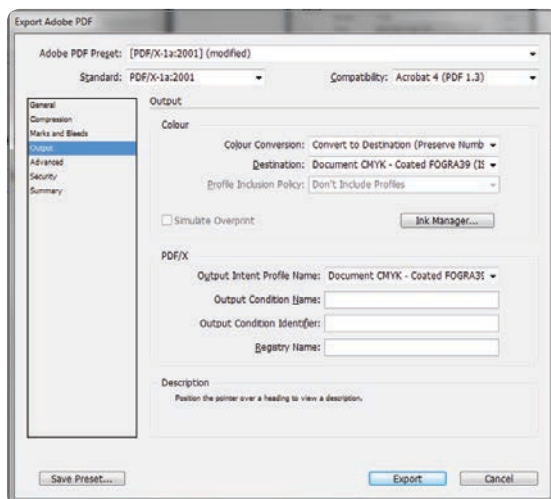 Export Adobe PDF
Adobe PDF Preset: [PDF/X-1a:2001] (modified)
Standard: PDF/X-1a:2001 Compatibility: Acrobat 4 (PDF 1.3)
General
Compression
Marks and Bleeds
Output
Advanced
Security
Summary
Output
Colour
Colour Conversion: Convert to Destination (Preserve Numb
Destination: Document CMYK - Coated FOGRA39 (IS
Profile Inclusion Policy: Don't Include Profiles
Simulate Overprint Ink Manager...
PDF/X
Output Intent Profile Name: Document CMYK - Coated FOGRA39
Output Condition Name:
Output Condition Identifier:
Registry Name:
Description
Position the pointer over a heading to view a description.
Save Preset... Export Cancel